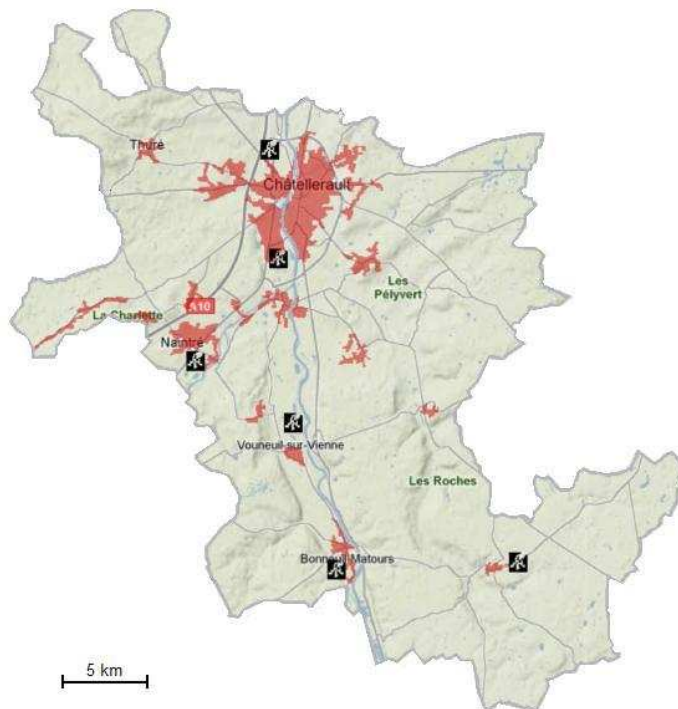 Thuré
Châtellerault
Les
Pélyvert
A10
La Charlette
Naintré
Vouneuil-sur-Vienne
Les Roches
Bonneuil-Matours
5 km